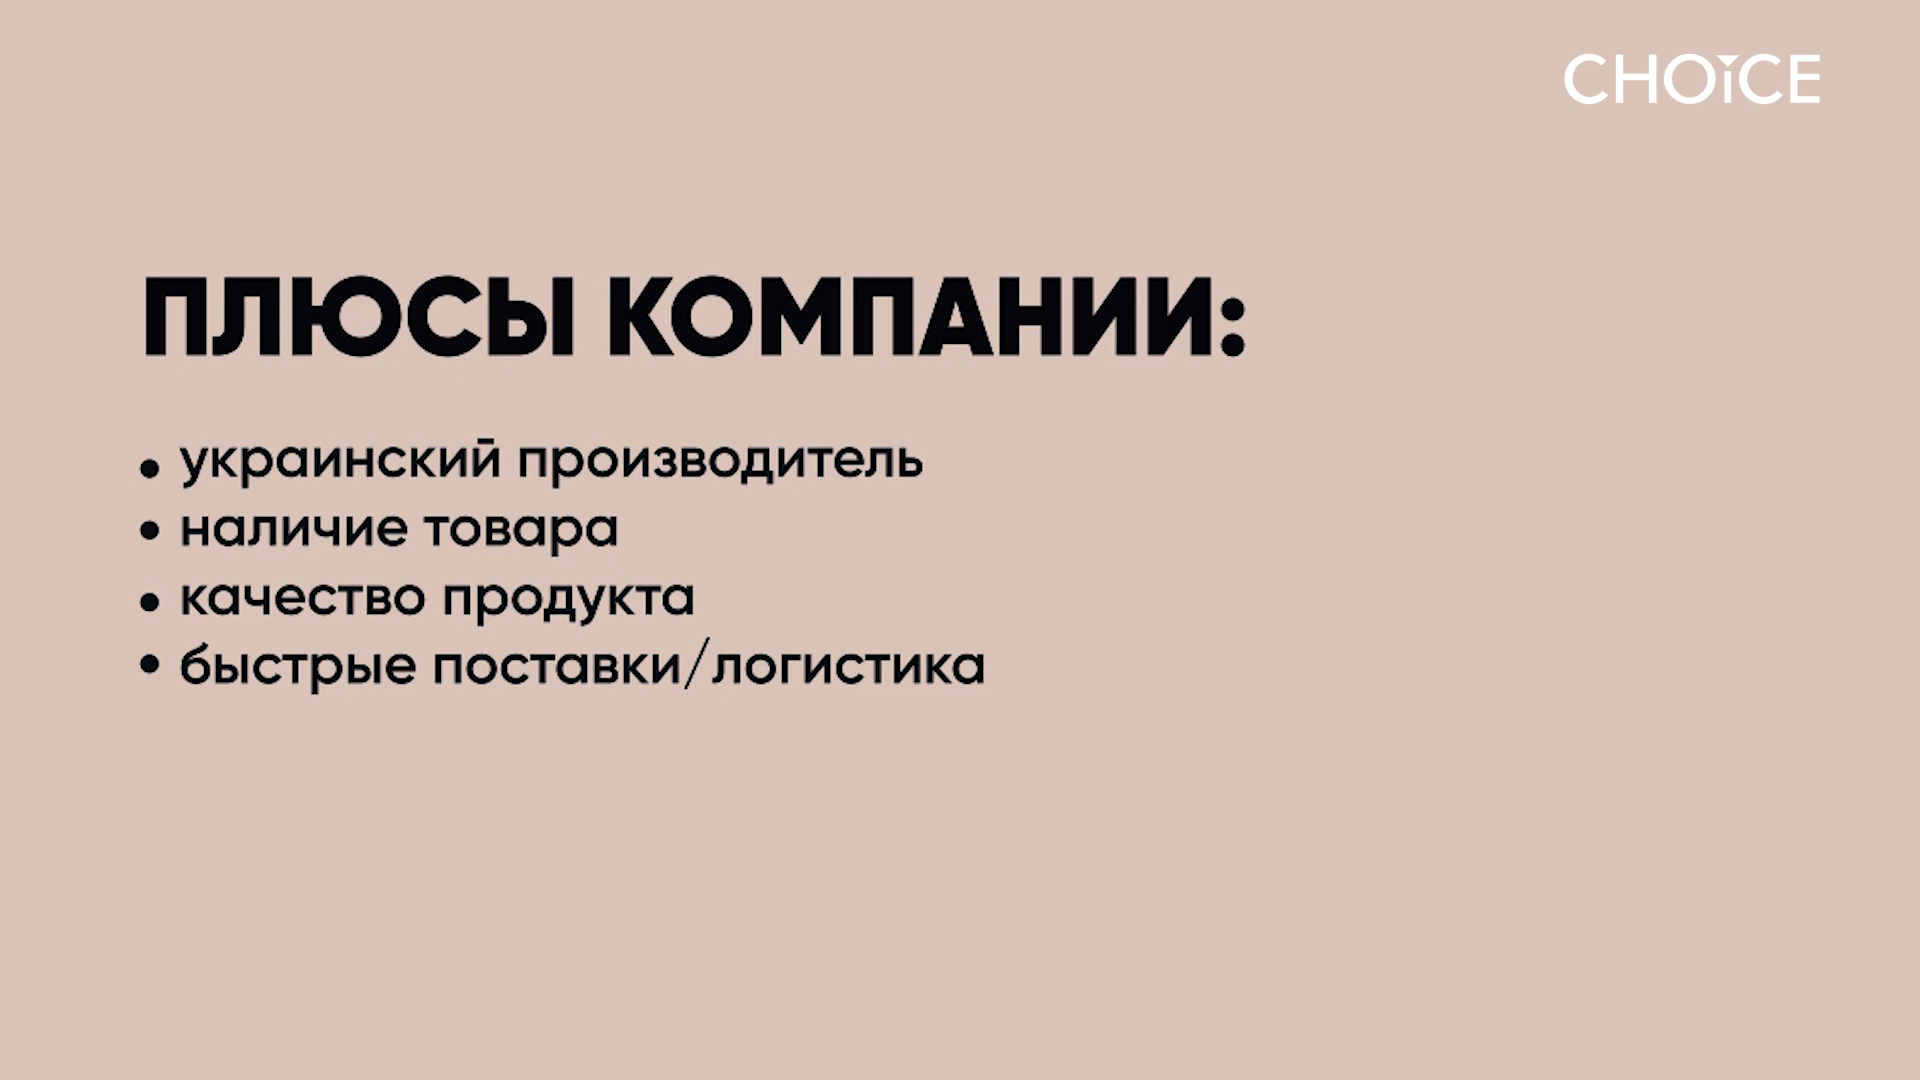 CHOiCE
ПЛЮСЫ КОМПАНИИ:
• украинский производитель
• наличие товара
• качество продукта
• быстрые поставки/логистика